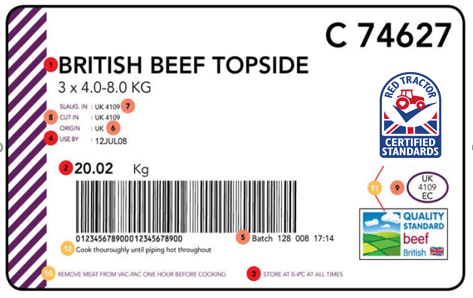 C 74627
1 BRITISH BEEF TOPSIDE
3 x 4.0-8.0 KG
SLAUG. IN : UK 4109 7
8 CUT IN : UK 4109
ORIGIN : UK 6
4 USE BY : 12JUL08
RED TRACTOR
CERTIFIED
STANDARDS
2 20.02 Kg
11 9 UK
4109
EC
012345678900012345678900
5 Batch 128 008 17:14
12 Cook thouroughly until piping hot throughout
QUALITY
STANDARD
beef
British
10 REMOVE MEAT FROM VAC-PAC ONE HOUR BEFORE COOKING
3 STORE AT 0-4°C AT ALL TIMES